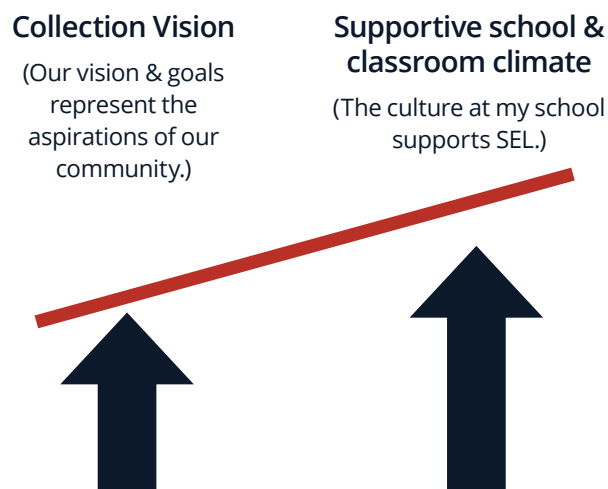 Collection Vision
(Our vision & goals
represent the
aspirations of our
community.)
Supportive school &
classroom climate
(The culture at my school
supports SEL.)